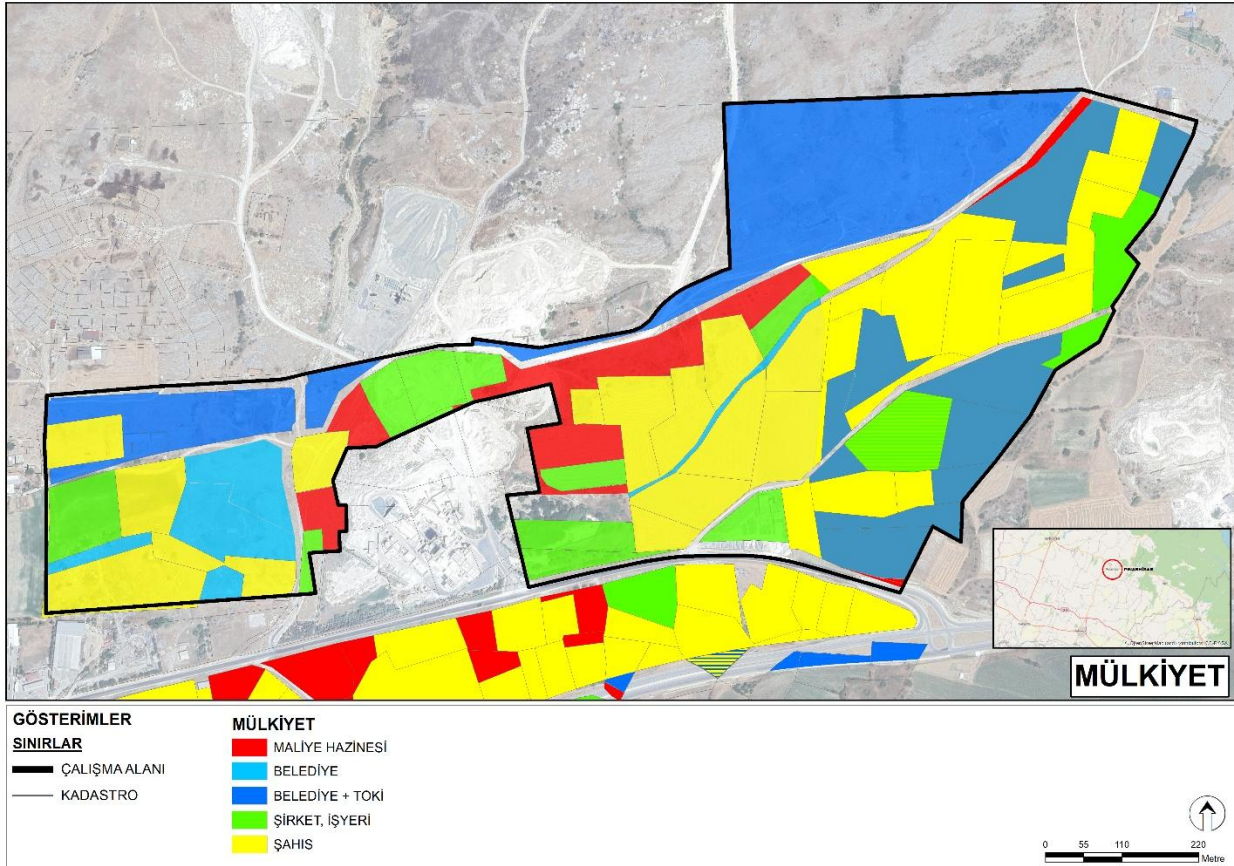 MÜLKİYET
GÖSTERİMLER
SINIRLAR
ÇALIŞMA ALANI
KADASTRO
MÜLKİYET
MALİYE HAZİNESİ
BELEDİYE
BELEDİYE + TOKİ
ŞİRKET, İŞYERİ
ŞAHIS
0 55 110 220
Metre